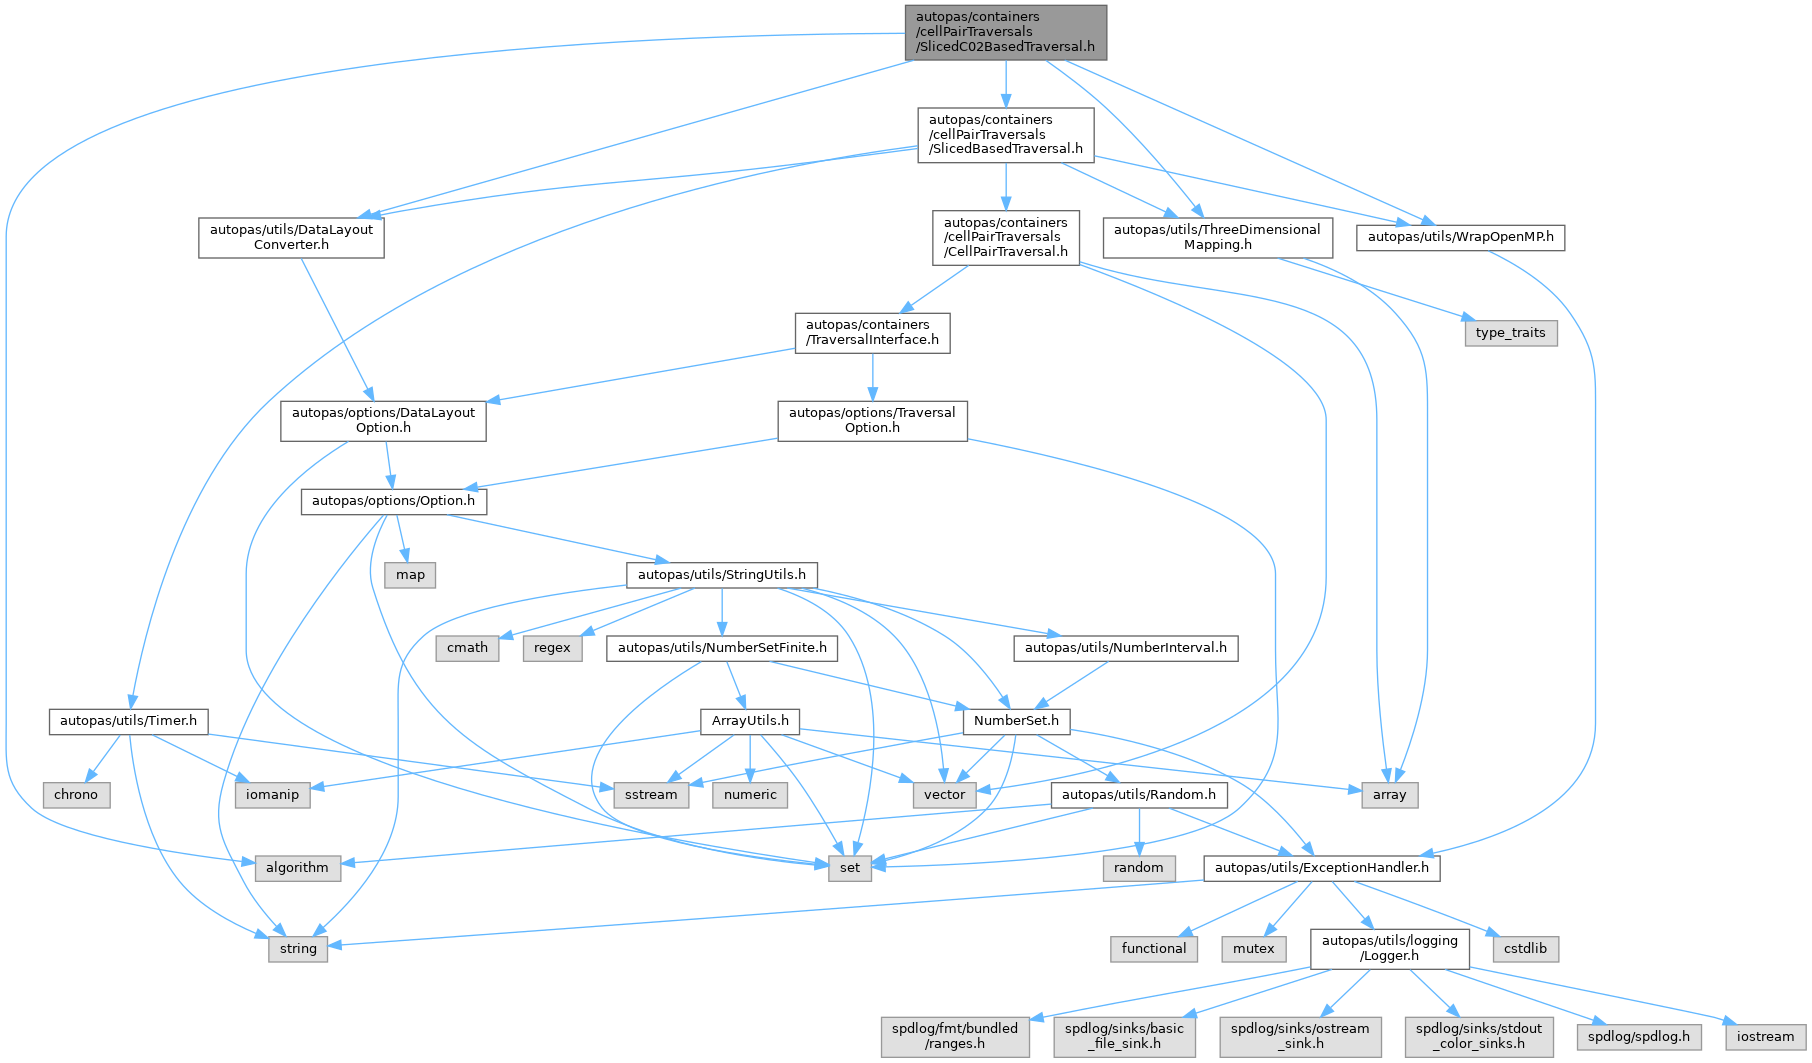 autopas/containers
/cellPairTraversals
/SlicedC02BasedTraversal.h
autopas/containers
/cellPairTraversals
/SlicedBasedTraversal.h
autopas/utils/DataLayout
Converter.h
autopas/containers
/cellPairTraversals
/CellPairTraversal.h
autopas/utils/ThreeDimensional
Mapping.h
autopas/utils/WrapOpenMP.h
autopas/containers
/TraversalInterface.h
type_traits
autopas/options/DataLayout
Option.h
autopas/options/Traversal
Option.h
autopas/options/Option.h
map
autopas/utils/StringUtils.h
cmath
regex
autopas/utils/NumberSetFinite.h
autopas/utils/NumberInterval.h
autopas/utils/Timer.h
ArrayUtils.h
NumberSet.h
chrono
iomanip
sstream
numeric
vector
autopas/utils/Random.h
array
algorithm
set
random
autopas/utils/ExceptionHandler.h
string
functional
mutex
autopas/utils/logging
/Logger.h
cstdlib
spdlog/fmt/bundled
/ranges.h
spdlog/sinks/basic
_file_sink.h
spdlog/sinks/ostream
_sink.h
spdlog/sinks/stdout
_color_sinks.h
spdlog/spdlog.h
iostream